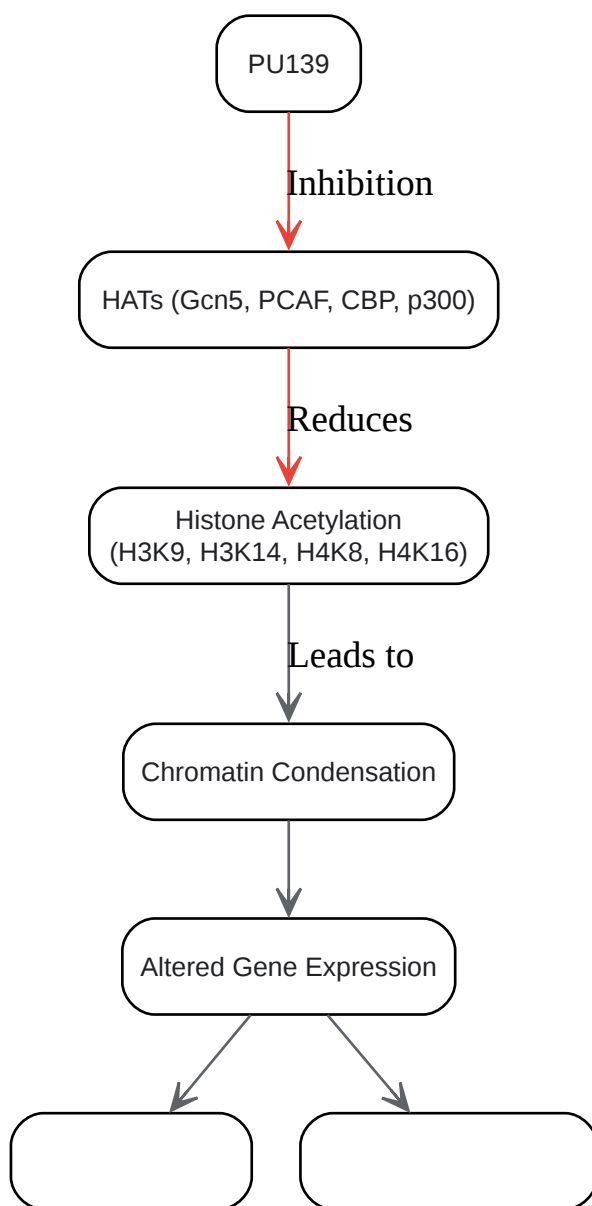 PU139
Inhibition
HATs (Gcn5, PCAF, CBP, p300)
Reduces
Histone Acetylation
(H3K9, H3K14, H4K8, H4K16)
Leads to
Chromatin Condensation
Altered Gene Expression